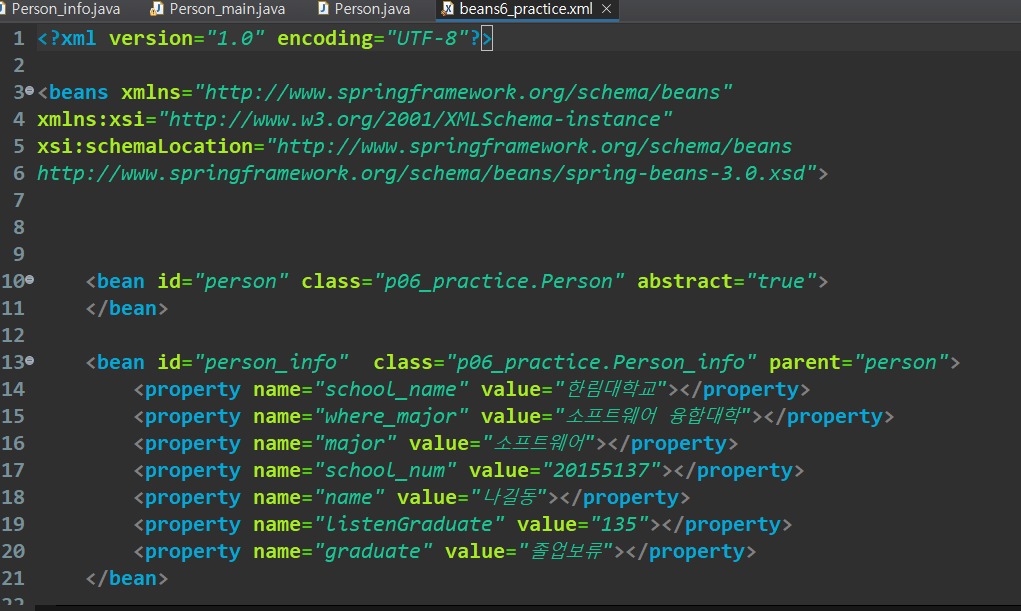 Person_info.java Person_main.java Person.java beans6_practice.xml
1 <?xml version="1.0" encoding="UTF-8"?>
2
3 <beans xmlns="http://www.springframework.org/schema/beans"
4 xmlns:xsi="http://www.w3.org/2001/XMLSchema-instance"
5 xsi:schemaLocation="http://www.springframework.org/schema/beans
6 http://www.springframework.org/schema/beans/spring-beans-3.0.xsd">
7
8
9
10 <bean id="person" class="p06_practice.Person" abstract="true">
11 </bean>
12
13 <bean id="person_info"  class="p06_practice.Person_info" parent="person">
14 <property name="school_name" value="한림대학교"></property>
15 <property name="where_major" value="소프트웨어 융합대학"></property>
16 <property name="major" value="소프트웨어"></property>
17 <property name="school_num" value="20155137"></property>
18 <property name="name" value="나길동"></property>
19 <property name="listenGraduate" value="135"></property>
20 <property name="graduate" value="졸업보류"></property>
21 </bean>
22